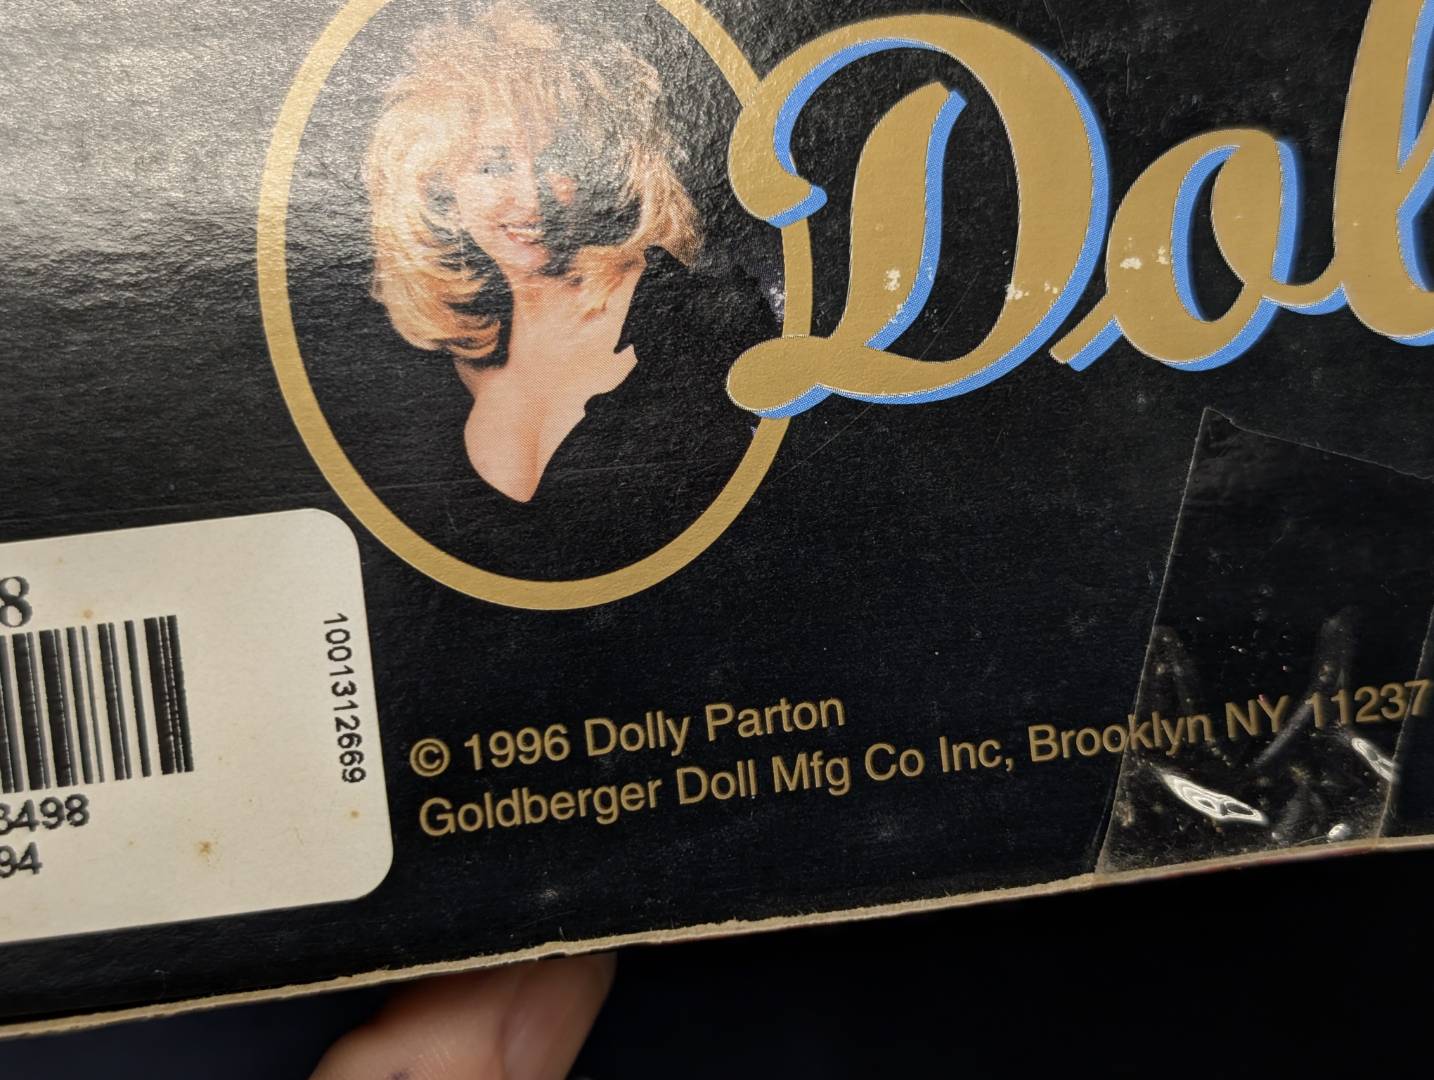 Dol
8
1001312669
3498
94
© 1996 Dolly Parton
Goldberger Doll Mfg Co Inc, Brooklyn NY 11237